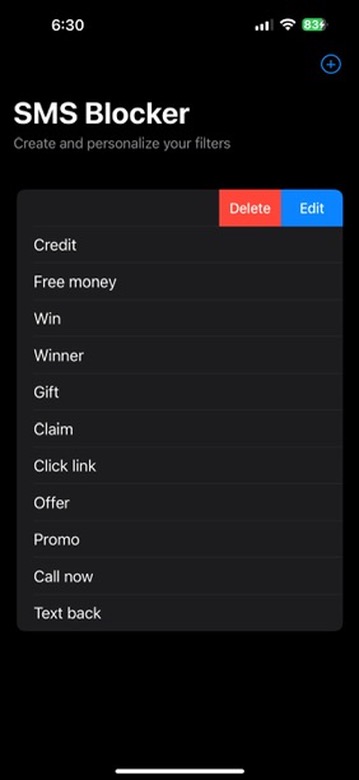 6:30
83
SMS Blocker
Create and personalize your filters
Delete Edit
Credit
Free money
Win
Winner
Gift
Claim
Click link
Offer
Promo
Call now
Text back